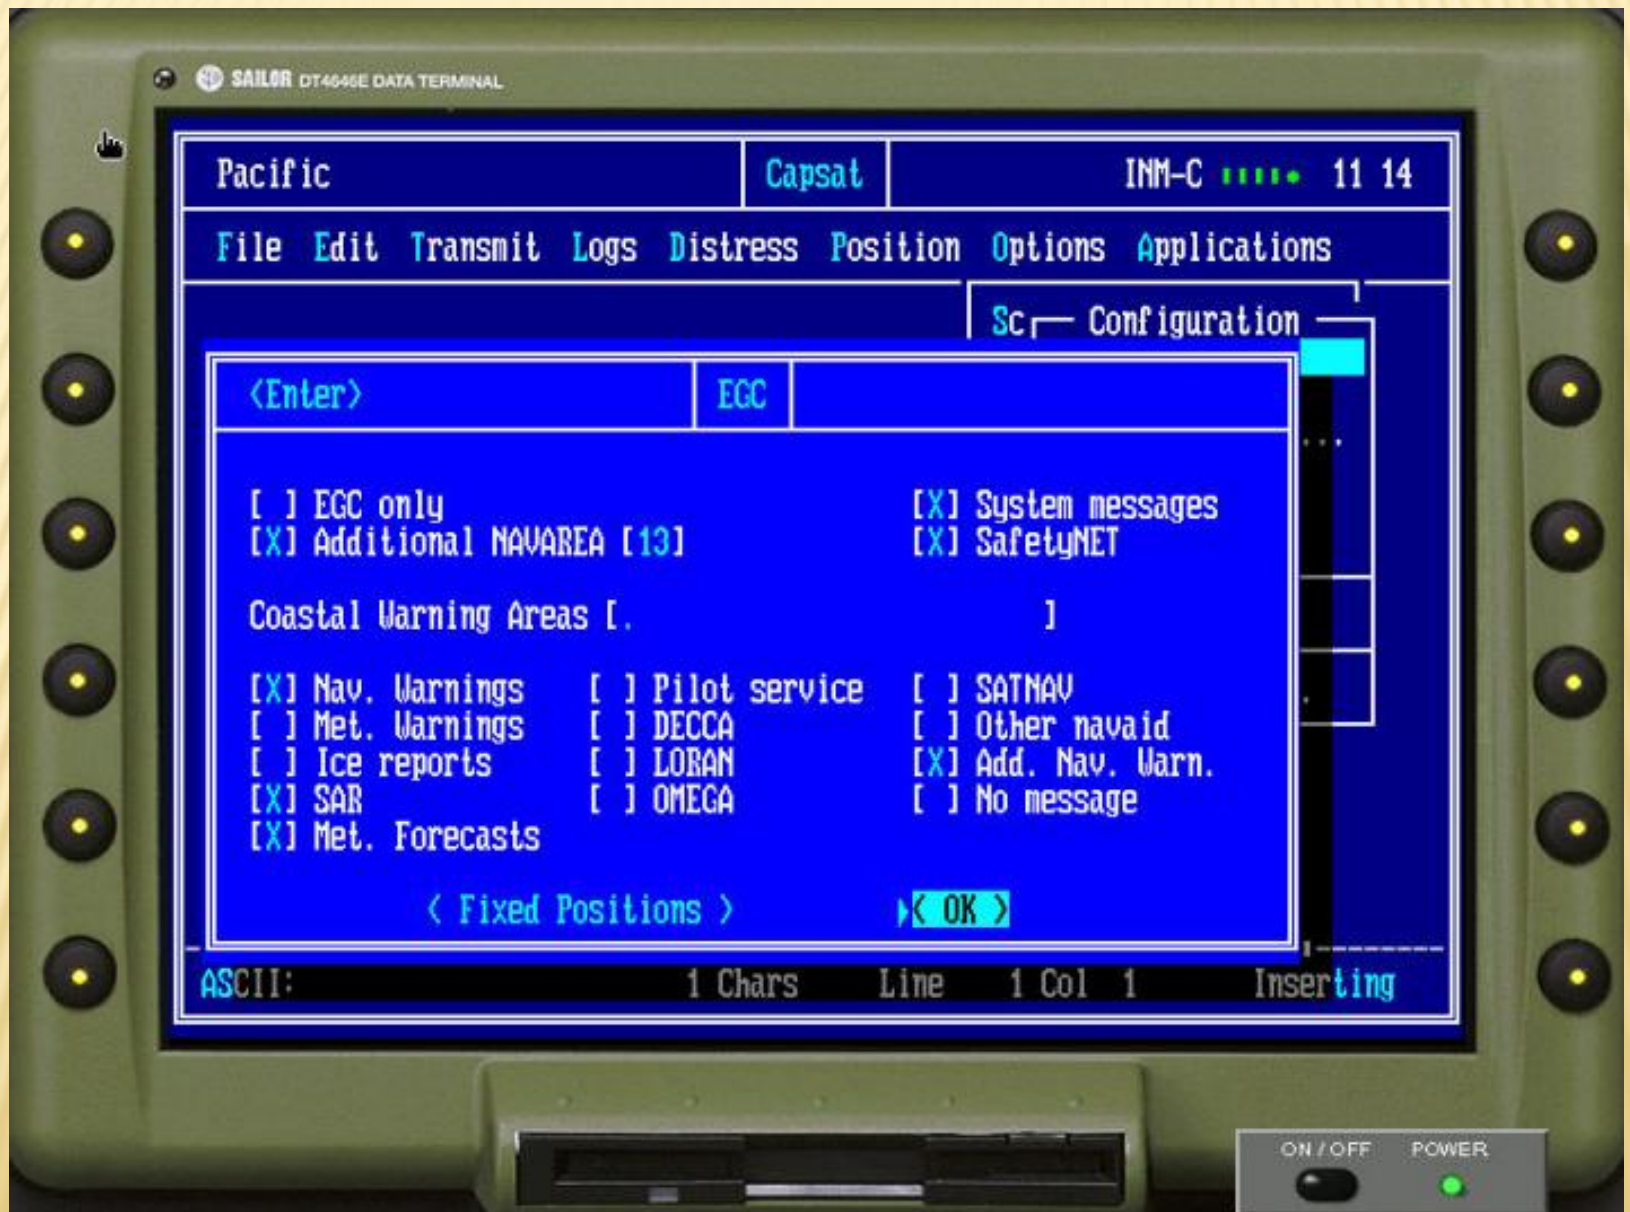 SAILOR DT4646E DATA TERMINAL
Pacific Capsat INM-C 11 14
File Edit Transmit Logs Distress Position Options Applications
Sc Configuration
<Enter> EGC
...
[ ] EGC only [X] System messages
[X] Additional NAVAREA [13] [X] SafetyNET
Coastal Warning Areas [. ]
[X] Nav. Warnings [ ] Pilot service [ ] SATNAV
[ ] Met. Warnings [ ] DECCA [ ] Other navaid
[ ] Ice reports [ ] LORAN [X] Add. Nav. Warn.
[X] SAR [ ] OMEGA [ ] No message
[X] Met. Forecasts
< Fixed Positions > < OK >
ASCII: 1 Chars Line 1 Col 1 Inserting
ON / OFF POWER